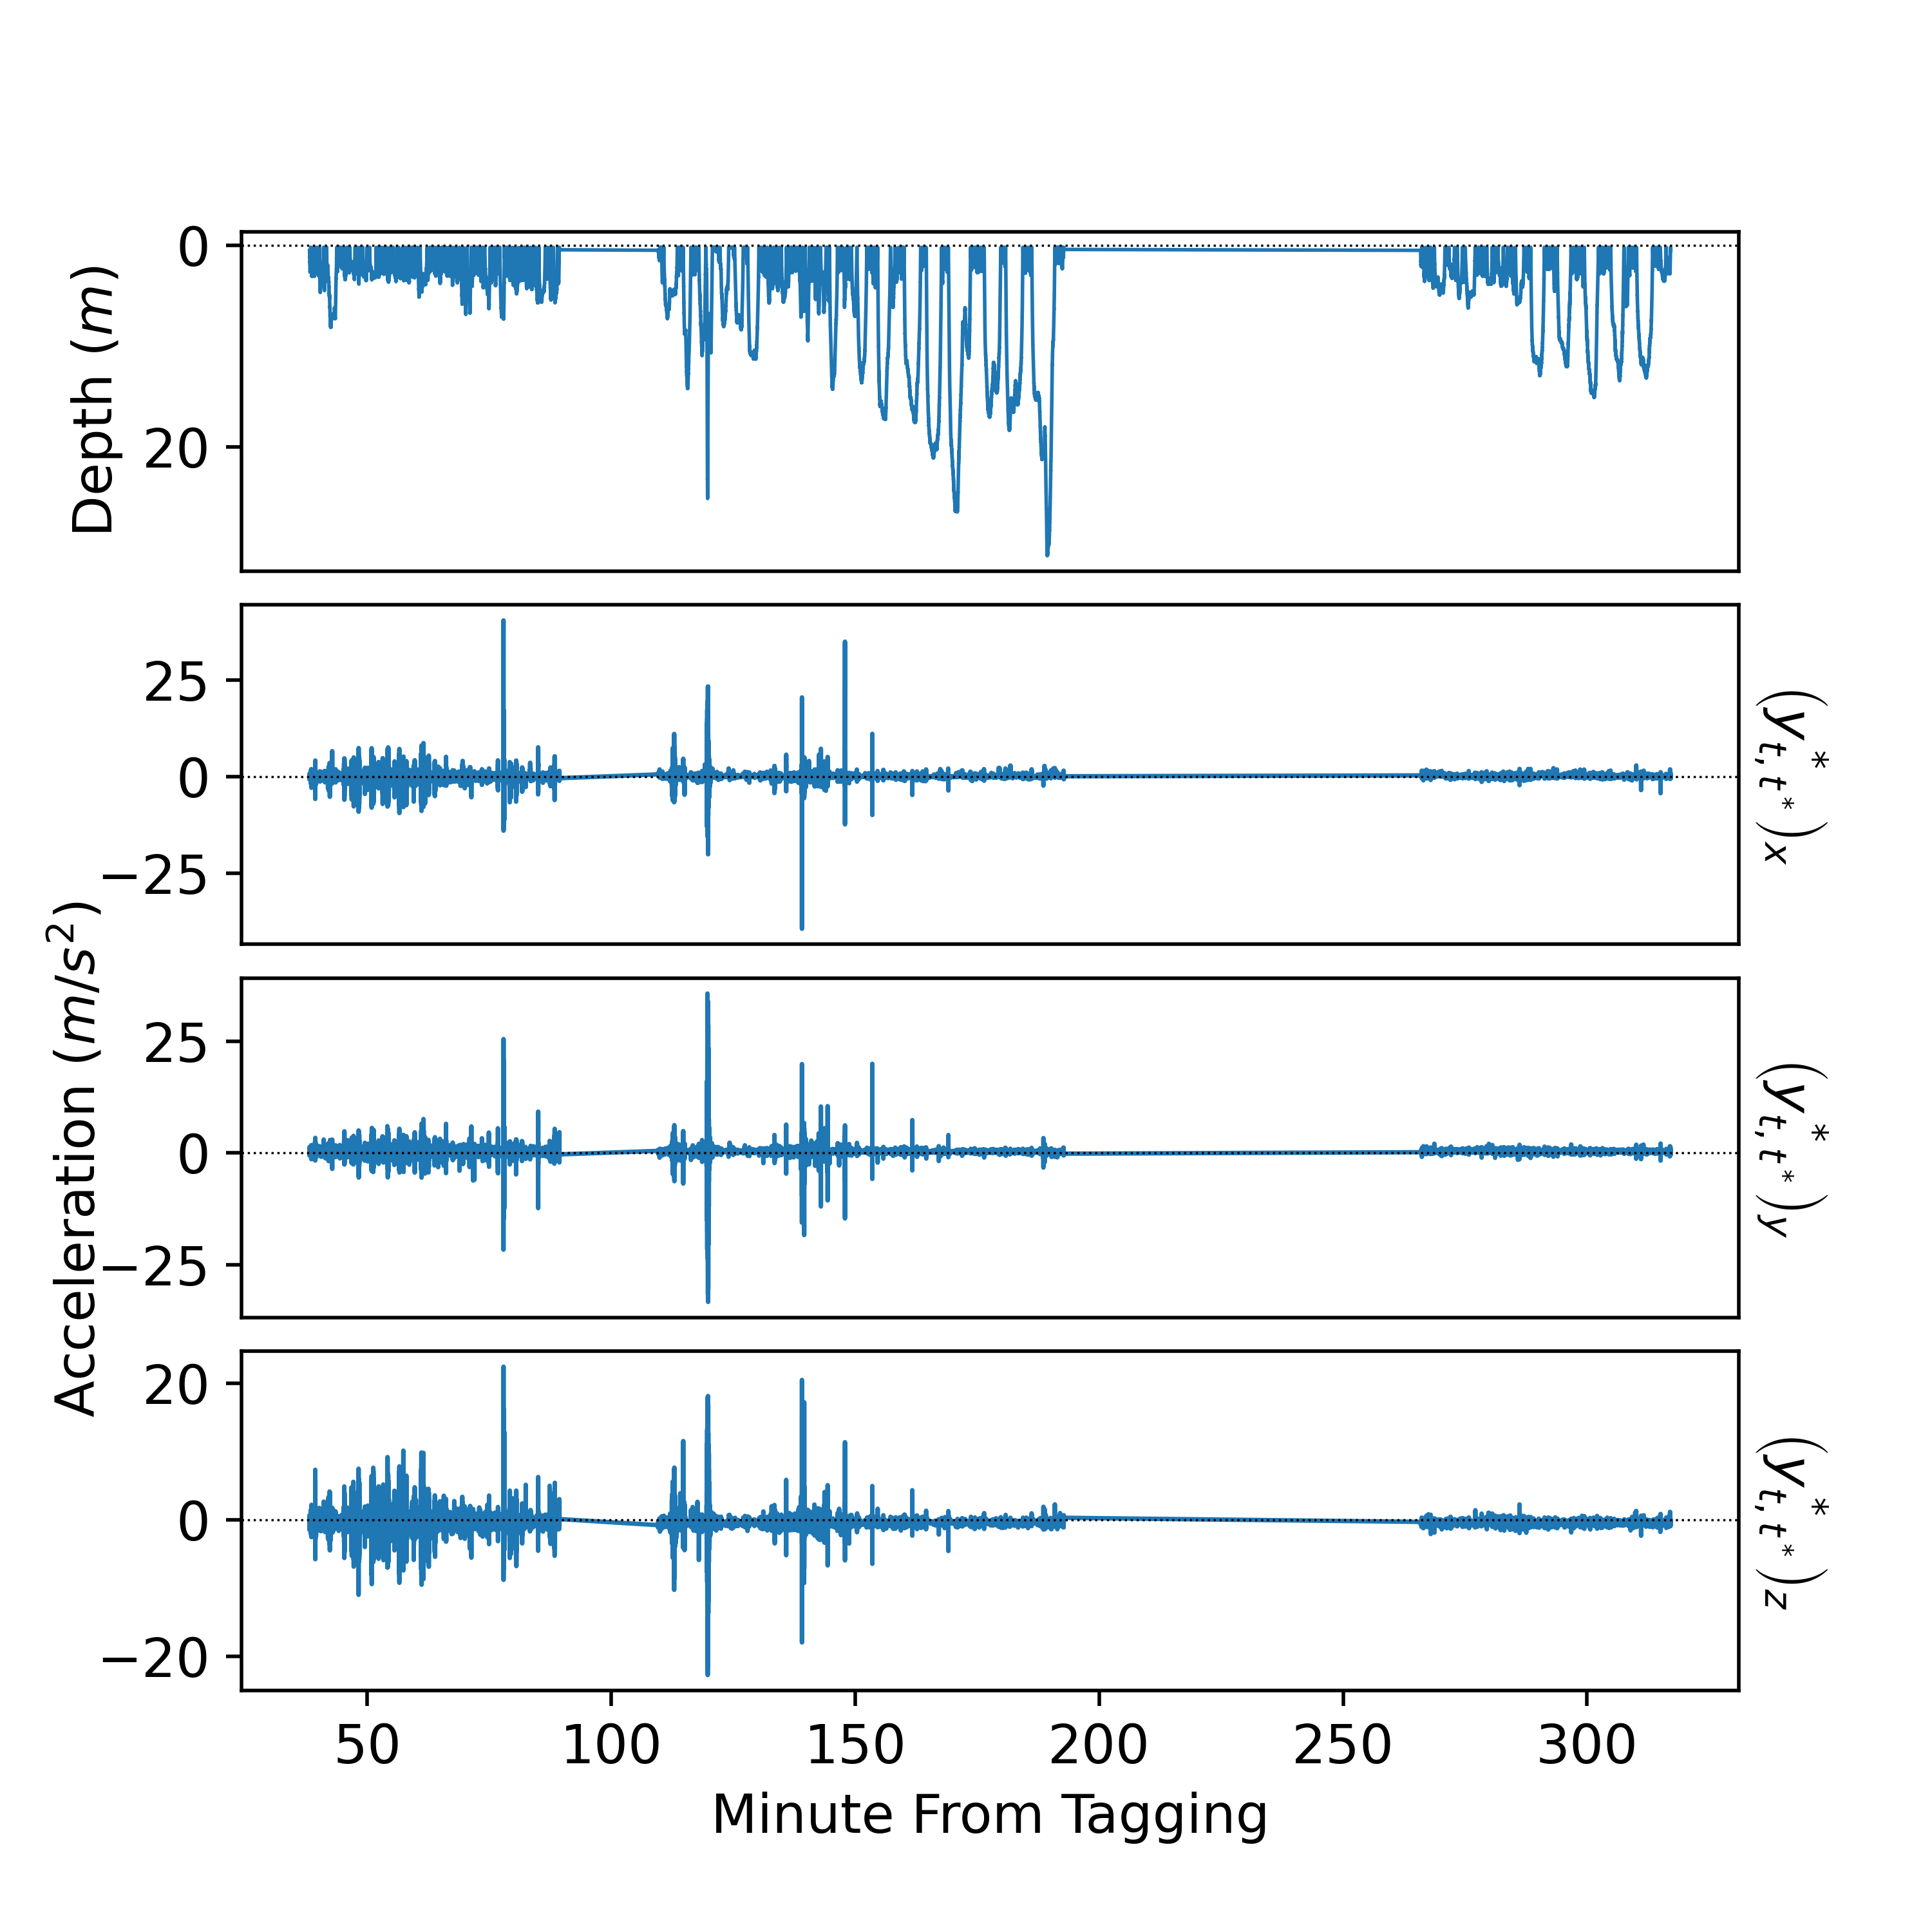 0
20
Depth (m)
25
0
−25
(y*t, t*)x
25
0
−25
(y*t, t*)y
20
0
−20
(y*t, t*)z
Acceleration (m/s²)
50 100 150 200 250 300
Minute From Tagging